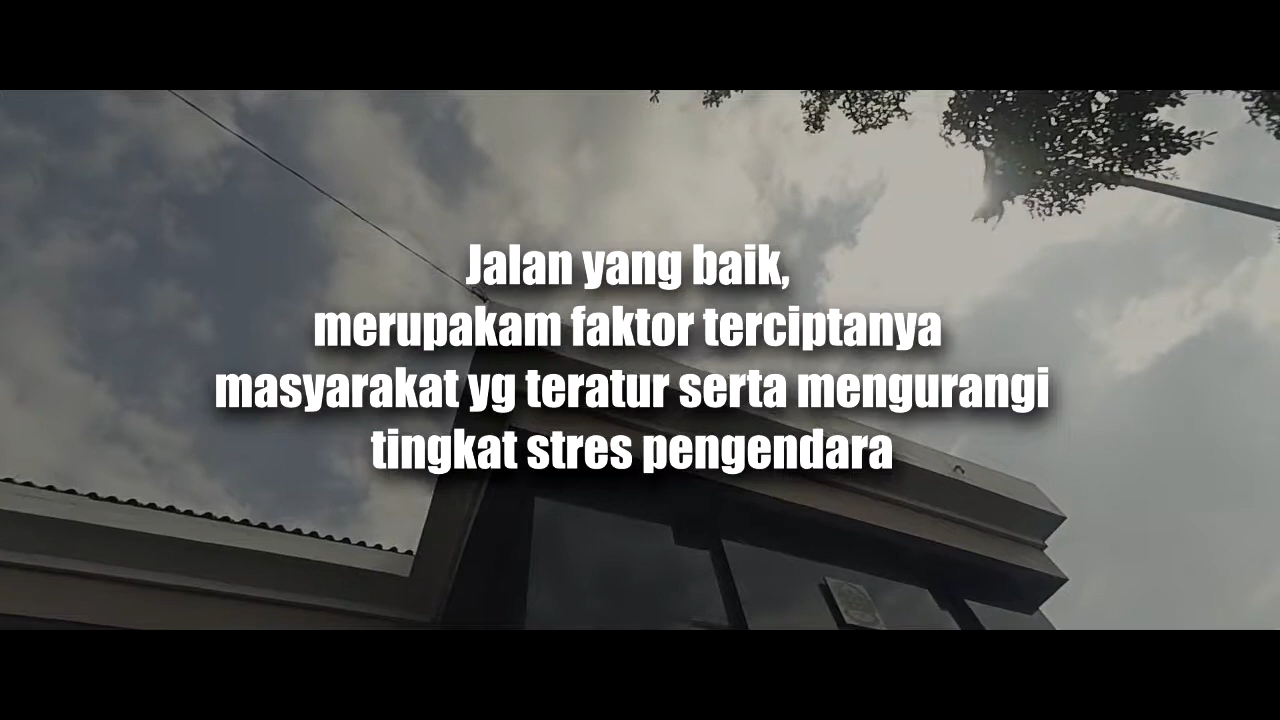 Jalan yang baik,
merupakam faktor terciptanya
masyarakat yg teratur serta mengurangi
tingkat stres pengendara